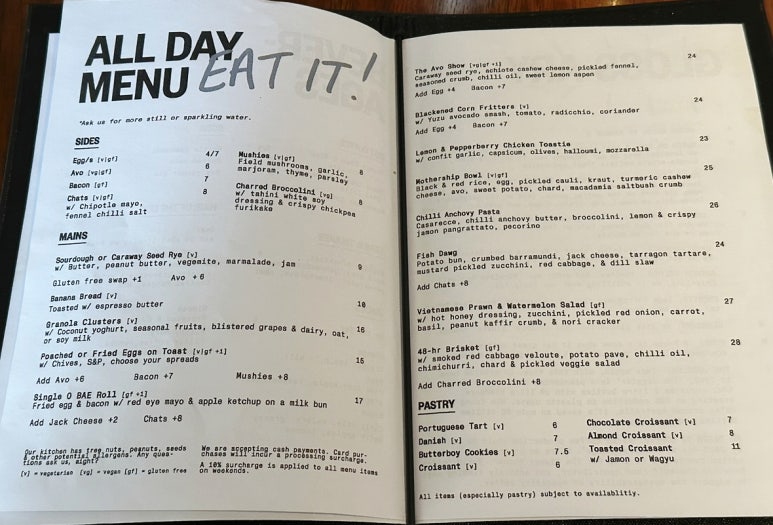 ALL DAY
MENU EAT IT!
*Ask us for more still or sparkling water.
SIDES
Egg/s [v|gf] 4/7
Avo [vg|gf] 6
Bacon [gf] 7
Chats [v|gf] 8
w/ Chipotle mayo,
fennel chilli salt
Mushies [v|gf] 8
Field mushrooms, garlic,
marjoram, thyme, parsley
Charred Broccolini [vg] 8
w/ tahini white soy
dressing & crispy chickpea
furikake
MAINS
Sourdough or Caraway Seed Rye [v] 9
w/ Butter, peanut butter, vegemite, marmalade, jam
Gluten free swap +1 Avo +6
Banana Bread [v] 10
Toasted w/ espresso butter
Granola Clusters [v] 16
w/ Coconut yoghurt, seasonal fruits, blistered grapes & dairy, oat,
or soy milk
Poached or Fried Eggs on Toast [v|gf +1] 15
w/ Chives, S&P, choose your spreads
Add Avo +6 Bacon +7 Mushies +8
Single O BAE Roll [gf +1] 17
Fried egg & bacon w/ red eye mayo & apple ketchup on a milk bun
Add Jack Cheese +2 Chats +8
Our kitchen has tree nuts, peanuts, seeds
& other potential allergens. Any ques-
tions ask us, aight?
[v] = vegetarian [vg] = vegan [gf] = gluten free
We are accepting cash payments. Card pur-
chases will incur a processing surcharge.
A 10% surcharge is applied to all menu items
on weekends.
The Avo Show [v|gf +1] 24
Caraway seed rye, achiote cashew cheese, pickled fennel,
seasoned crumb, chilli oil, sweet lemon aspen
Add Egg +4 Bacon +7
Blackened Corn Fritters [v] 24
w/ Yuzu avocado smash, tomato, radicchio, coriander
Add Egg +4 Bacon +7
Lemon & Pepperberry Chicken Toastie 23
w/ confit garlic, capsicum, olives, halloumi, mozzarella
Mothership Bowl [v|gf] 25
Black & red rice, egg, pickled cauli, kraut, turmeric cashew
cheese, avo, sweet potato, chard, macadamia saltbush crumb
Chilli Anchovy Pasta 26
Casarecce, chilli anchovy butter, broccolini, lemon & crispy
jamon pangrattato, pecorino
Fish Dawg 24
Potato bun, crumbed barramundi, jack cheese, tarragon tartare,
mustard pickled zucchini, red cabbage, & dill slaw
Add Chats +8
Vietnamese Prawn & Watermelon Salad [gf] 27
w/ hot honey dressing, zucchini, pickled red onion, carrot,
basil, peanut kaffir crumb, & nori cracker
48-hr Brisket [gf] 28
w/ smoked red cabbage veloute, potato pave, chilli oil,
chimichurri, chard & pickled veggie salad
Add Charred Broccolini +8
PASTRY
Portuguese Tart [v] 6
Danish [v] 7
Butterboy Cookies [v] 7.5
Croissant [v] 6
Chocolate Croissant [v] 7
Almond Croissant [v] 8
Toasted Croissant 11
w/ Jamon or Wagyu
All items (especially pastry) subject to availablitiy.